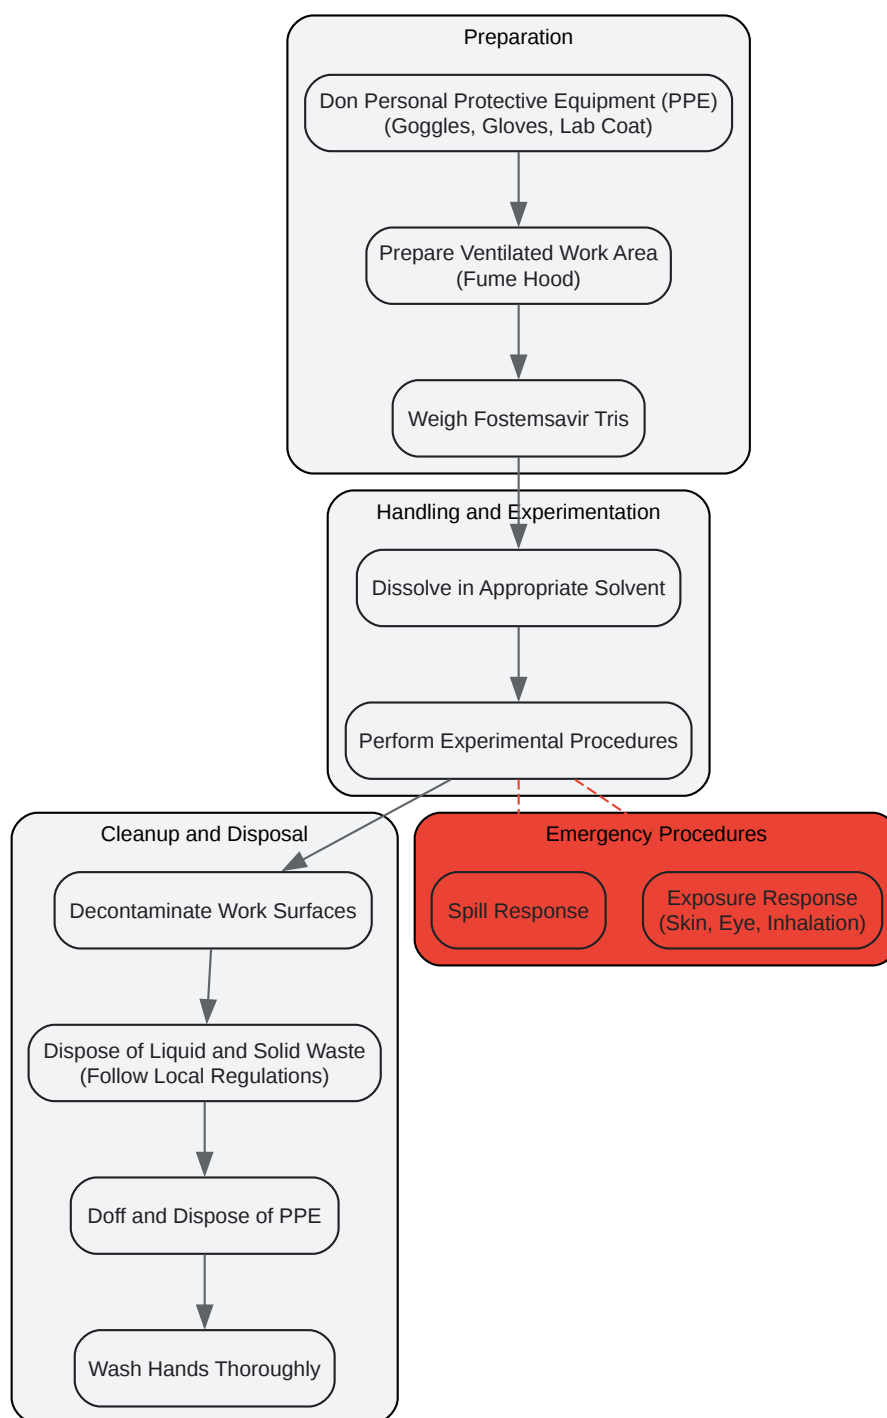 Preparation
Don Personal Protective Equipment (PPE)
(Goggles, Gloves, Lab Coat)
Prepare Ventilated Work Area
(Fume Hood)
Weigh Fostemsavir Tris
Handling and Experimentation
Dissolve in Appropriate Solvent
Perform Experimental Procedures
Cleanup and Disposal
Decontaminate Work Surfaces
Dispose of Liquid and Solid Waste
(Follow Local Regulations)
Doff and Dispose of PPE
Wash Hands Thoroughly
Emergency Procedures
Spill Response
Exposure Response
(Skin, Eye, Inhalation)